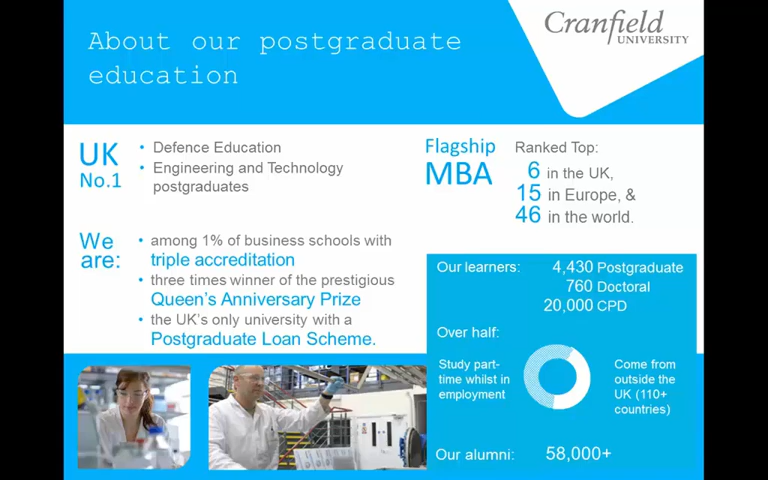 About our postgraduate
education
Cranfield
UNIVERSITY
UK
No.1
• Defence Education
• Engineering and Technology
postgraduates
Flagship
MBA
Ranked Top:
6 in the UK,
15 in Europe, &
46 in the world.
We
are:
• among 1% of business schools with
triple accreditation
• three times winner of the prestigious
Queen's Anniversary Prize
• the UK's only university with a
Postgraduate Loan Scheme.
Our learners: 4,430 Postgraduate
760 Doctoral
20,000 CPD
Over half:
Study part-
time whilst in
employment
Come from
outside the
UK (110+
countries)
Our alumni: 58,000+